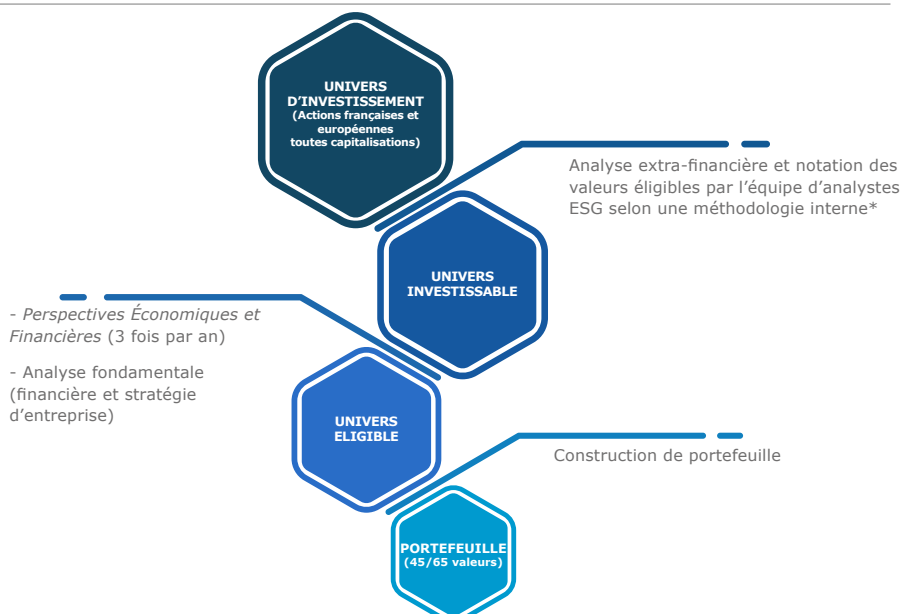 UNIVERS
D’INVESTISSEMENT
(Actions françaises et
européennes
toutes capitalisations)
Analyse extra-financière et notation des
valeurs éligibles par l’équipe d’analystes
ESG selon une méthodologie interne*
UNIVERS
INVESTISSABLE
- Perspectives Économiques et
Financières (3 fois par an)
- Analyse fondamentale
(financière et stratégie
d’entreprise)
UNIVERS
ELIGIBLE
Construction de portefeuille
PORTEFEUILLE
(45/65 valeurs)